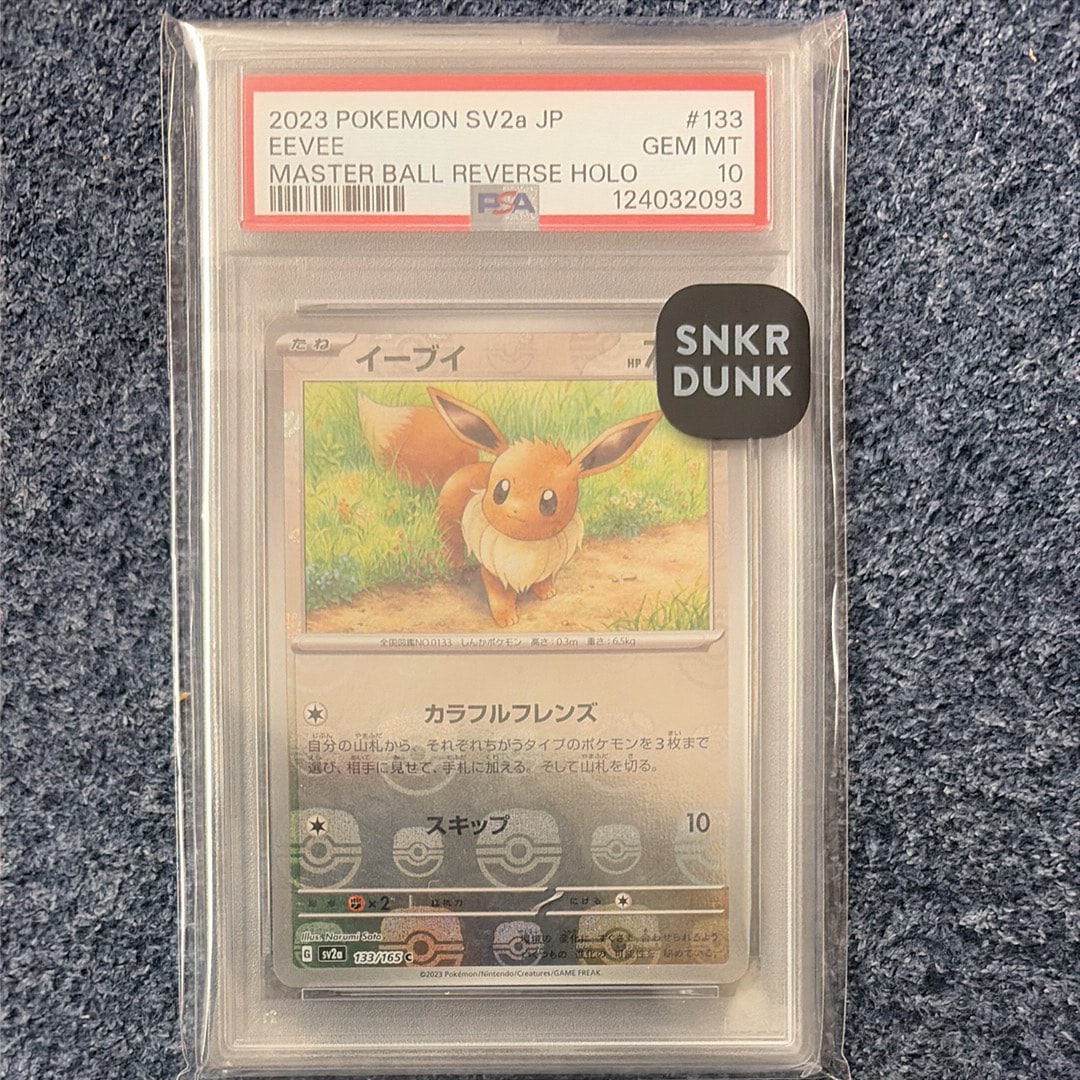 2023 POKEMON SV2a JP #133
EEVEE GEM MT
MASTER BALL REVERSE HOLO 10
PSA 124032093
SNKR
DUNK
たね イーブイ HP 7
全国図鑑NO.0133 しんかポケモン 高さ:0.3m 重さ:6.5kg
カラフルフレンズ
自分の山札から、それぞれちがうタイプのポケモンを3枚まで
選び、相手に見せて、手札に加える。そして山札を切る。
スキップ 10
×2 抵抗力 にげる
Illus. Narumi Sato
G sv2a 133/165 C
©2023 Pokémon/Nintendo/Creatures/GAME FREAK.